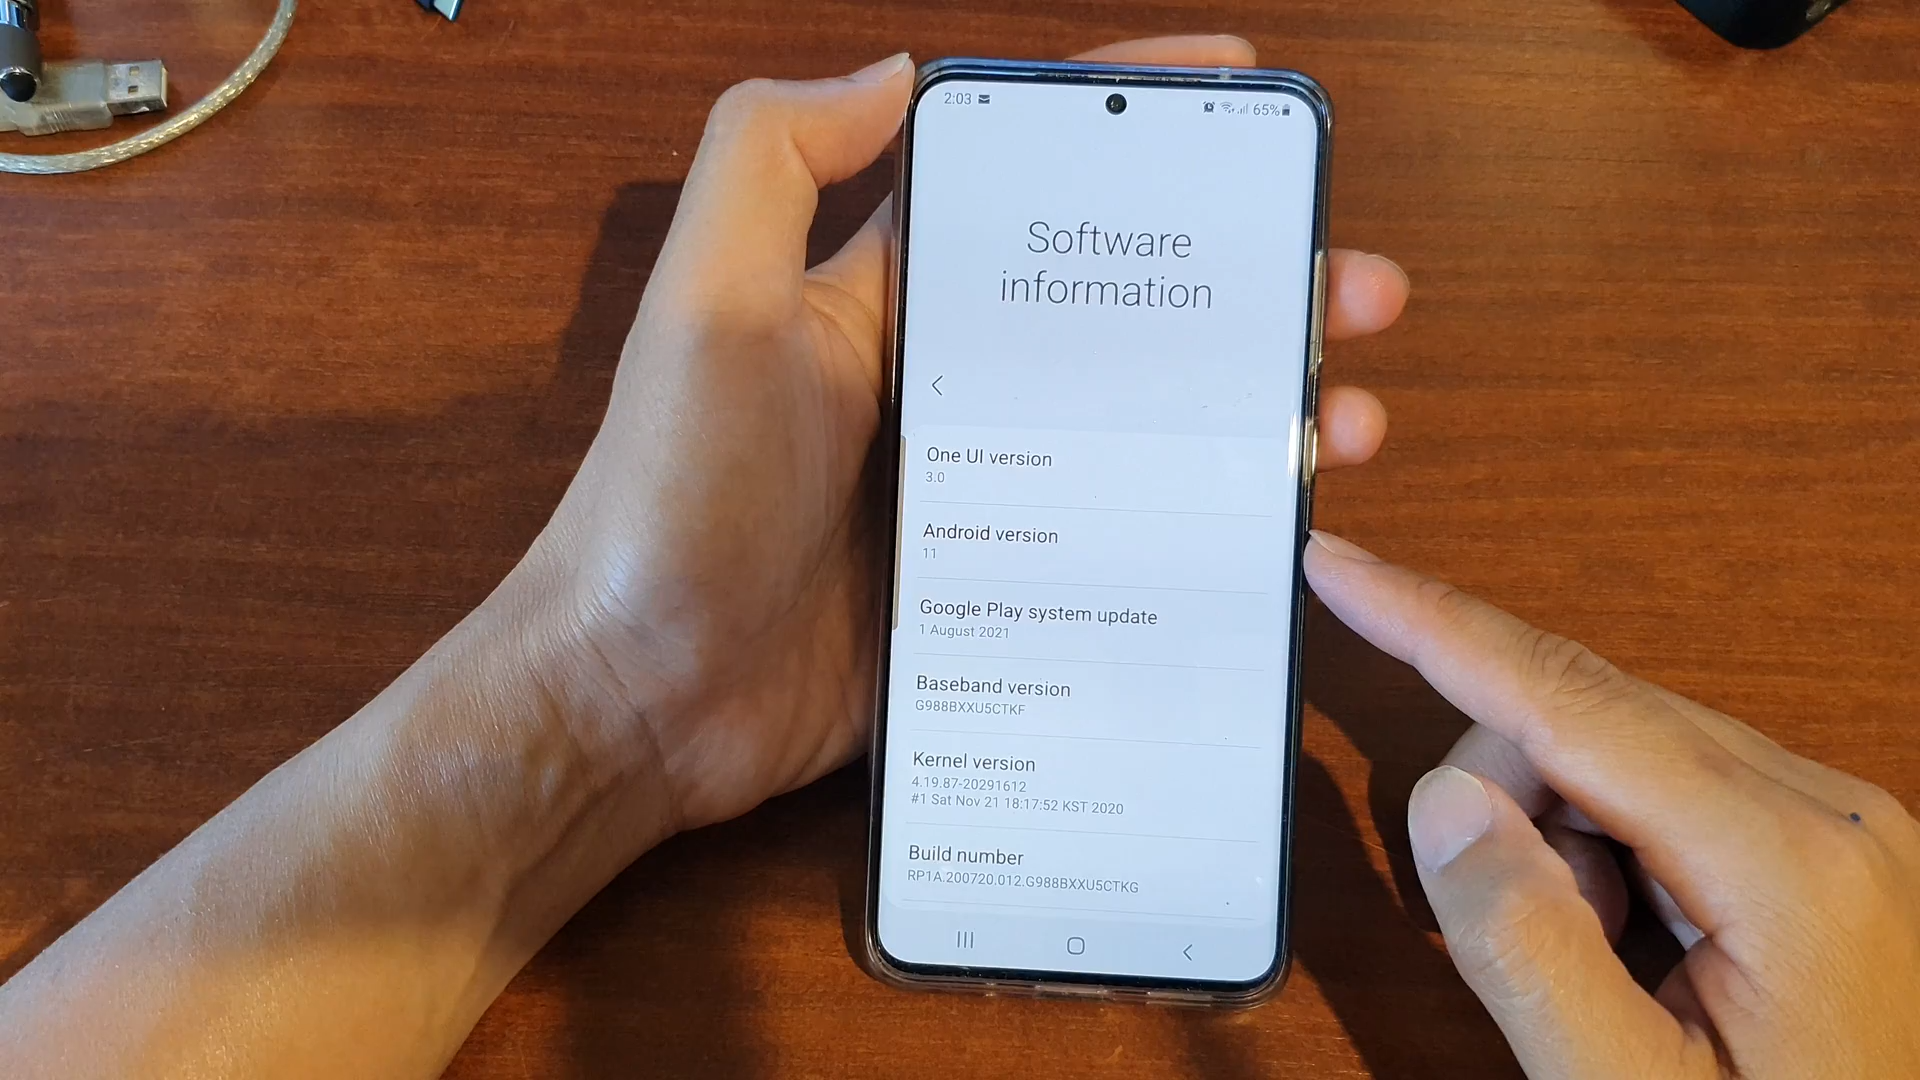 2:03
65%
Software
information
One UI version
3.0
Android version
11
Google Play system update
1 August 2021
Baseband version
G988BXXU5CTKF
Kernel version
4.19.87-20291612
#1 Sat Nov 21 18:17:52 KST 2020
Build number
RP1A.200720.012.G988BXXU5CTKG